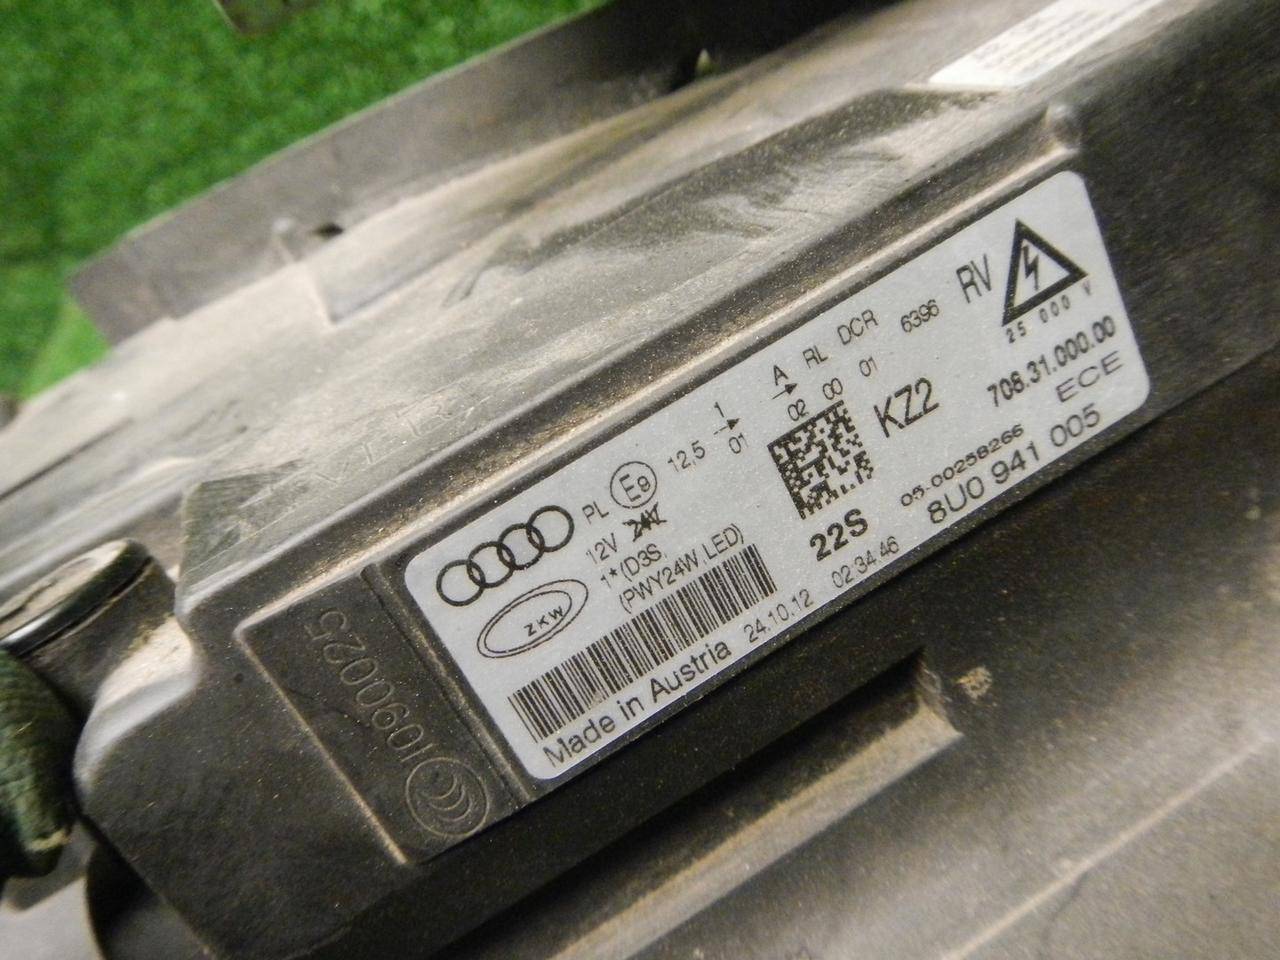 PL E9 12,5 1 01 A 02 RL 00 DCR 01 6396 RV
25 000 V
12V 24V
ZKW
1*(D3S,
(PWY24W,LED)
22S
KZ2
708.31.000.00
ECE
05-00258266
8U0 941 005
Made in Austria 24.10.12 02:34:46
I090025